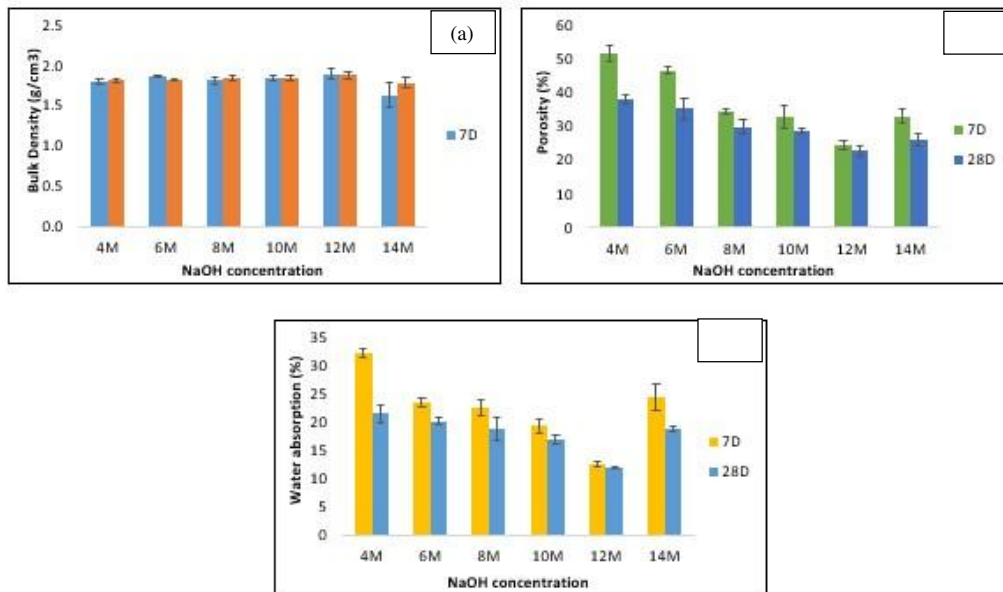 (a)
Bulk Density (g/cm3)
2.5
2.0
1.5
1.0
0.5
0.0
4M 6M 8M 10M 12M 14M
NaOH concentration
7D
Porosity (%)
60
50
40
30
20
10
0
4M 6M 8M 10M 12M 14M
NaOH concentration
7D
28D
Water absorption (%)
35
30
25
20
15
10
5
0
4M 6M 8M 10M 12M 14M
NaOH concentration
7D
28D